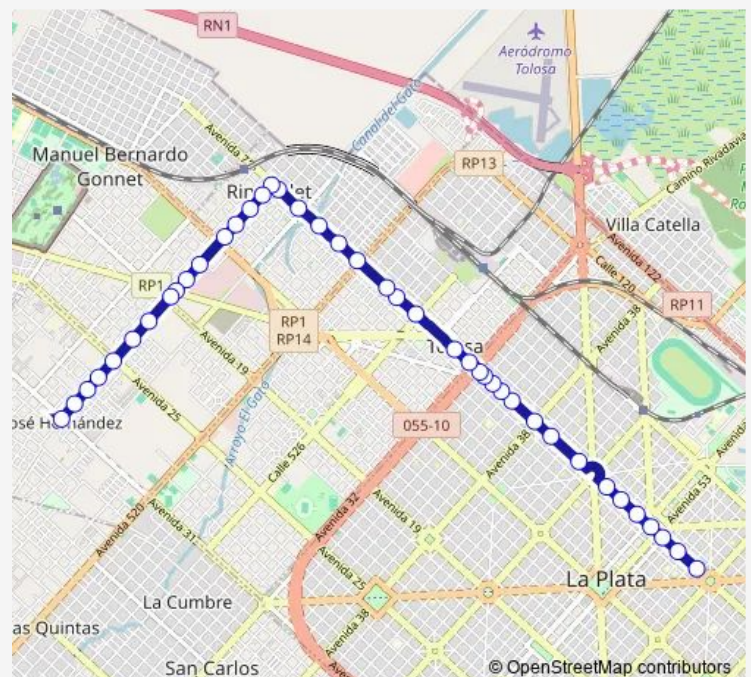 RN1
Aeródromo
Tolosa
Canal del Gato
Manuel Bernardo
Gonnet
Avenida 7
RP13
Camino Rivadavia
Villa Catella
Avenida 122
Calle 120
RP1
RP11
RP1
RP14
Avenida 38
Avenida 19
Avenida 25
José Hernández
Arroyo El Gato
Calle 526
055-10
Avenida 38
Avenida 53
Avenida 520
Avenida 31
Avenida 32
Avenida 19
Avenida 25
La Plata
La Cumbre
Avenida 38
as Quintas
San Carlos
© OpenStreetMap contributors